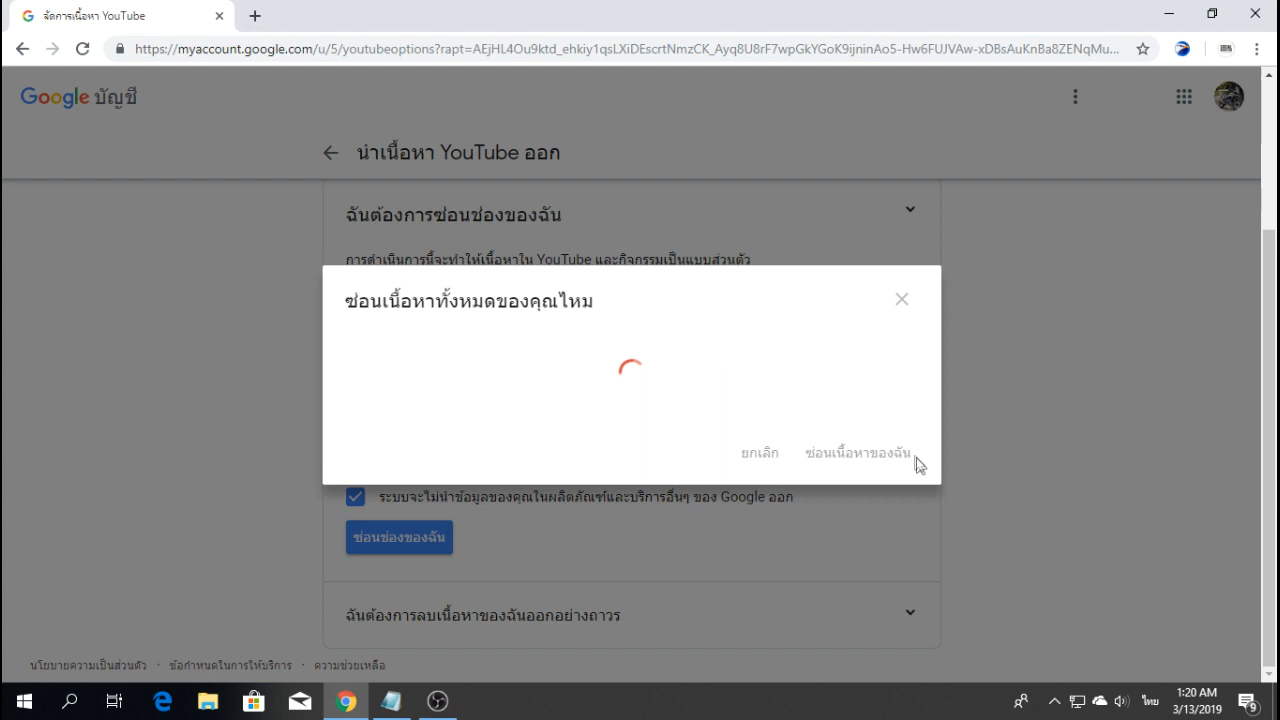 จัดการเนื้อหา YouTube
https://myaccount.google.com/u/5/youtubeoptions?rapt=AEjHL4Ou9ktd_ehkiy1qsLXiDEscrtNmzCK_Ayq8U8rF7wpGkYGoK9ijninAo5-Hw6FUJVAw-xDBsAuKnBa8ZENqMu...
Google บัญชี
นำเนื้อหา YouTube ออก
ฉันต้องการซ่อนช่องของฉัน
การดำเนินการนี้จะทำให้เนื้อหาใน YouTube และกิจกรรมเป็นแบบส่วนตัว
ซ่อนเนื้อหาทั้งหมดของคุณไหม
ยกเลิก ซ่อนเนื้อหาของฉัน
ระบบจะไม่นำข้อมูลของคุณในผลิตภัณฑ์และบริการอื่นๆ ของ Google ออก
ซ่อนช่องของฉัน
ฉันต้องการลบเนื้อหาของฉันออกอย่างถาวร
นโยบายความเป็นส่วนตัว · ข้อกำหนดในการให้บริการ · ความช่วยเหลือ
ไทย
1:20 AM
3/13/2019
9